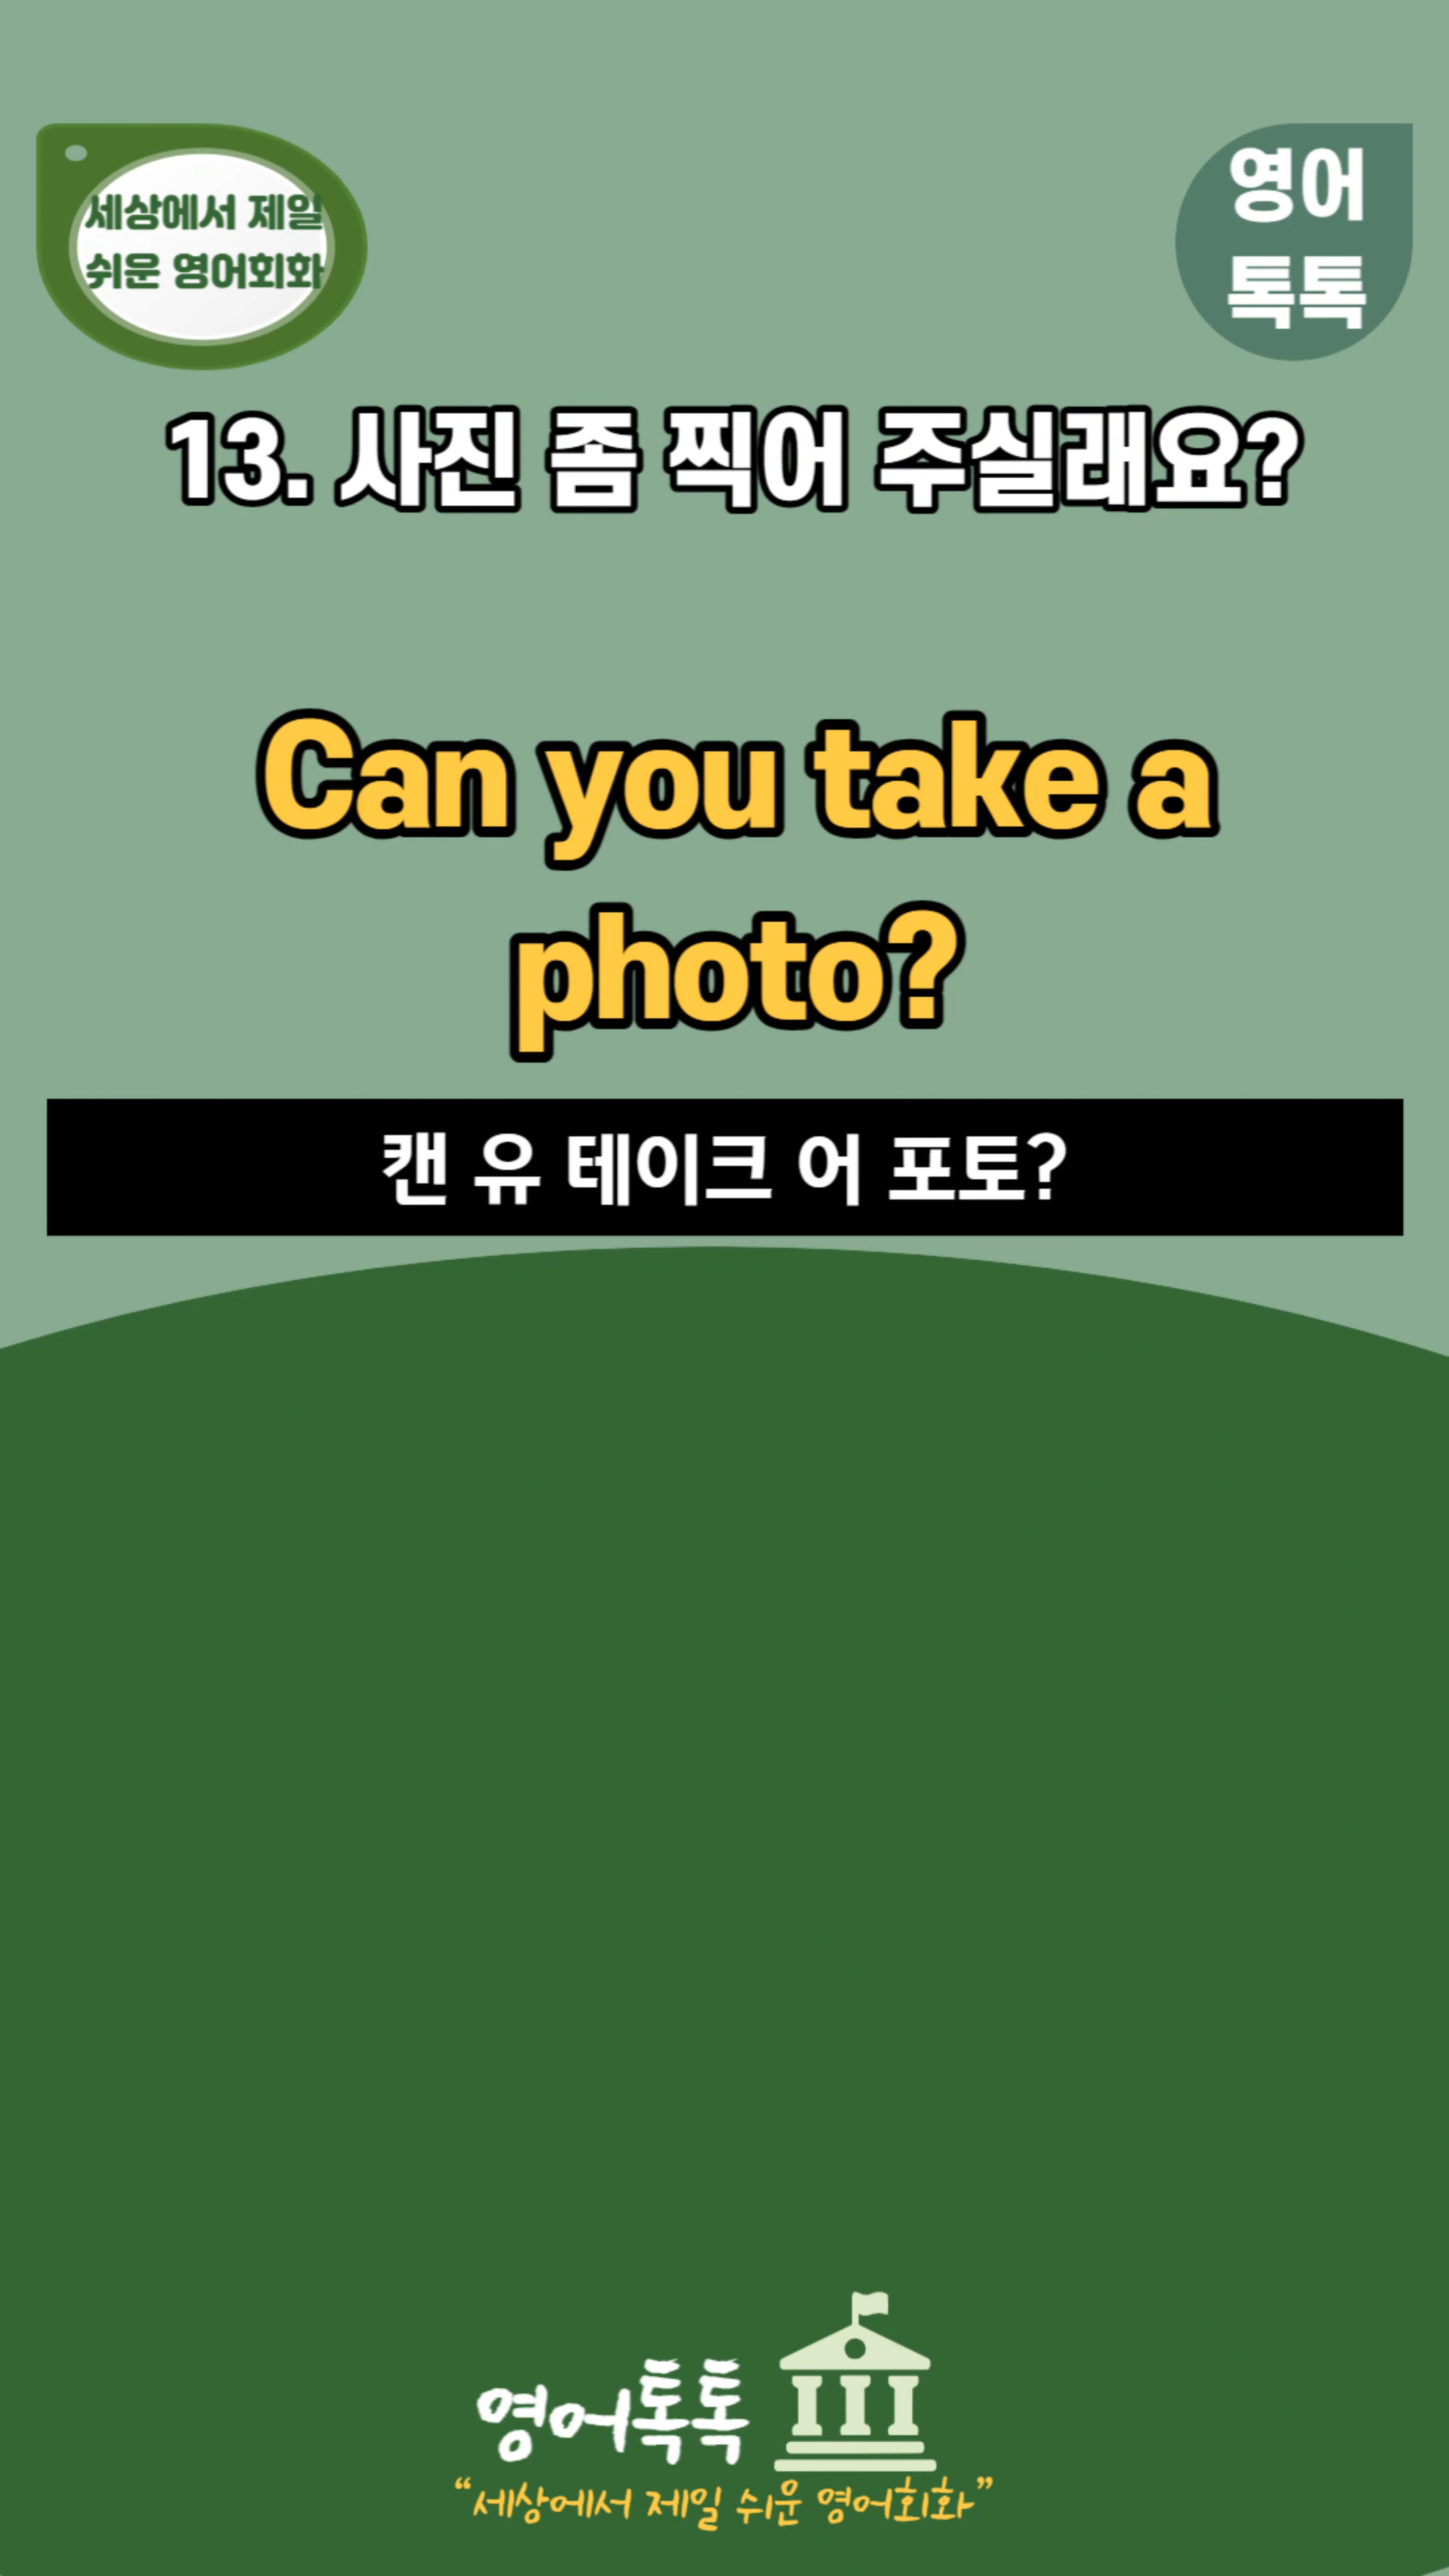 세상에서 제일
쉬운 영어회화
영어
톡톡
13. 사진 좀 찍어 주실래요?
Can you take a
photo?
캔 유 테이크 어 포토?
영어톡톡
“세상에서 제일 쉬운 영어회화”